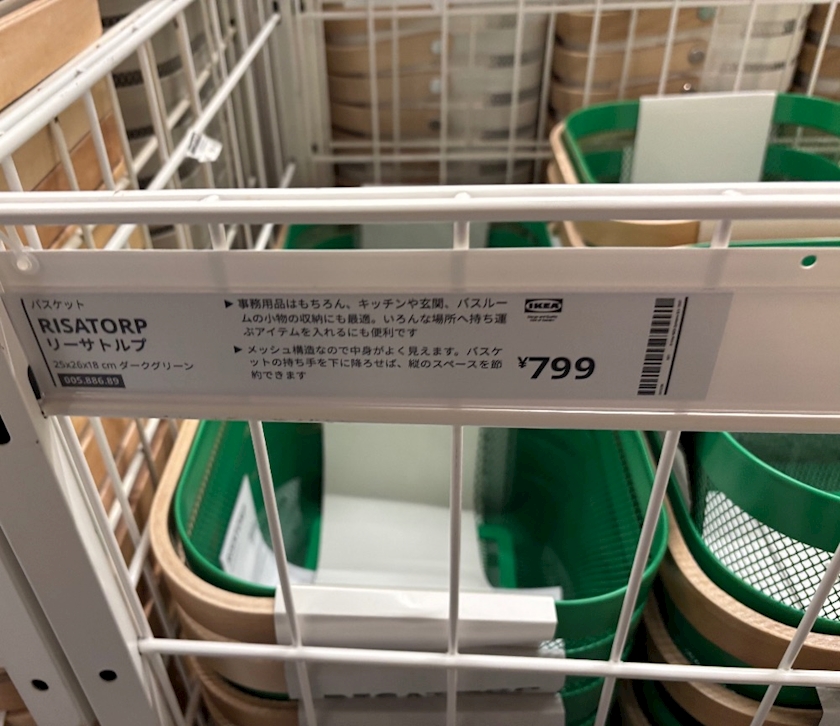 バスケット
RISATORP
リーサトルプ
25x26x18 cm ダークグリーン
005.886.89
▶ 事務用品はもちろん、キッチンや玄関、バスルー
ムの小物の収納にも最適。いろんな場所へ持ち運
ぶアイテムを入れるにも便利です
▶ メッシュ構造なので中身がよく見えます。バスケ
ットの持ち手を下に降ろせば、縦のスペースを節
約できます
IKEA
¥799